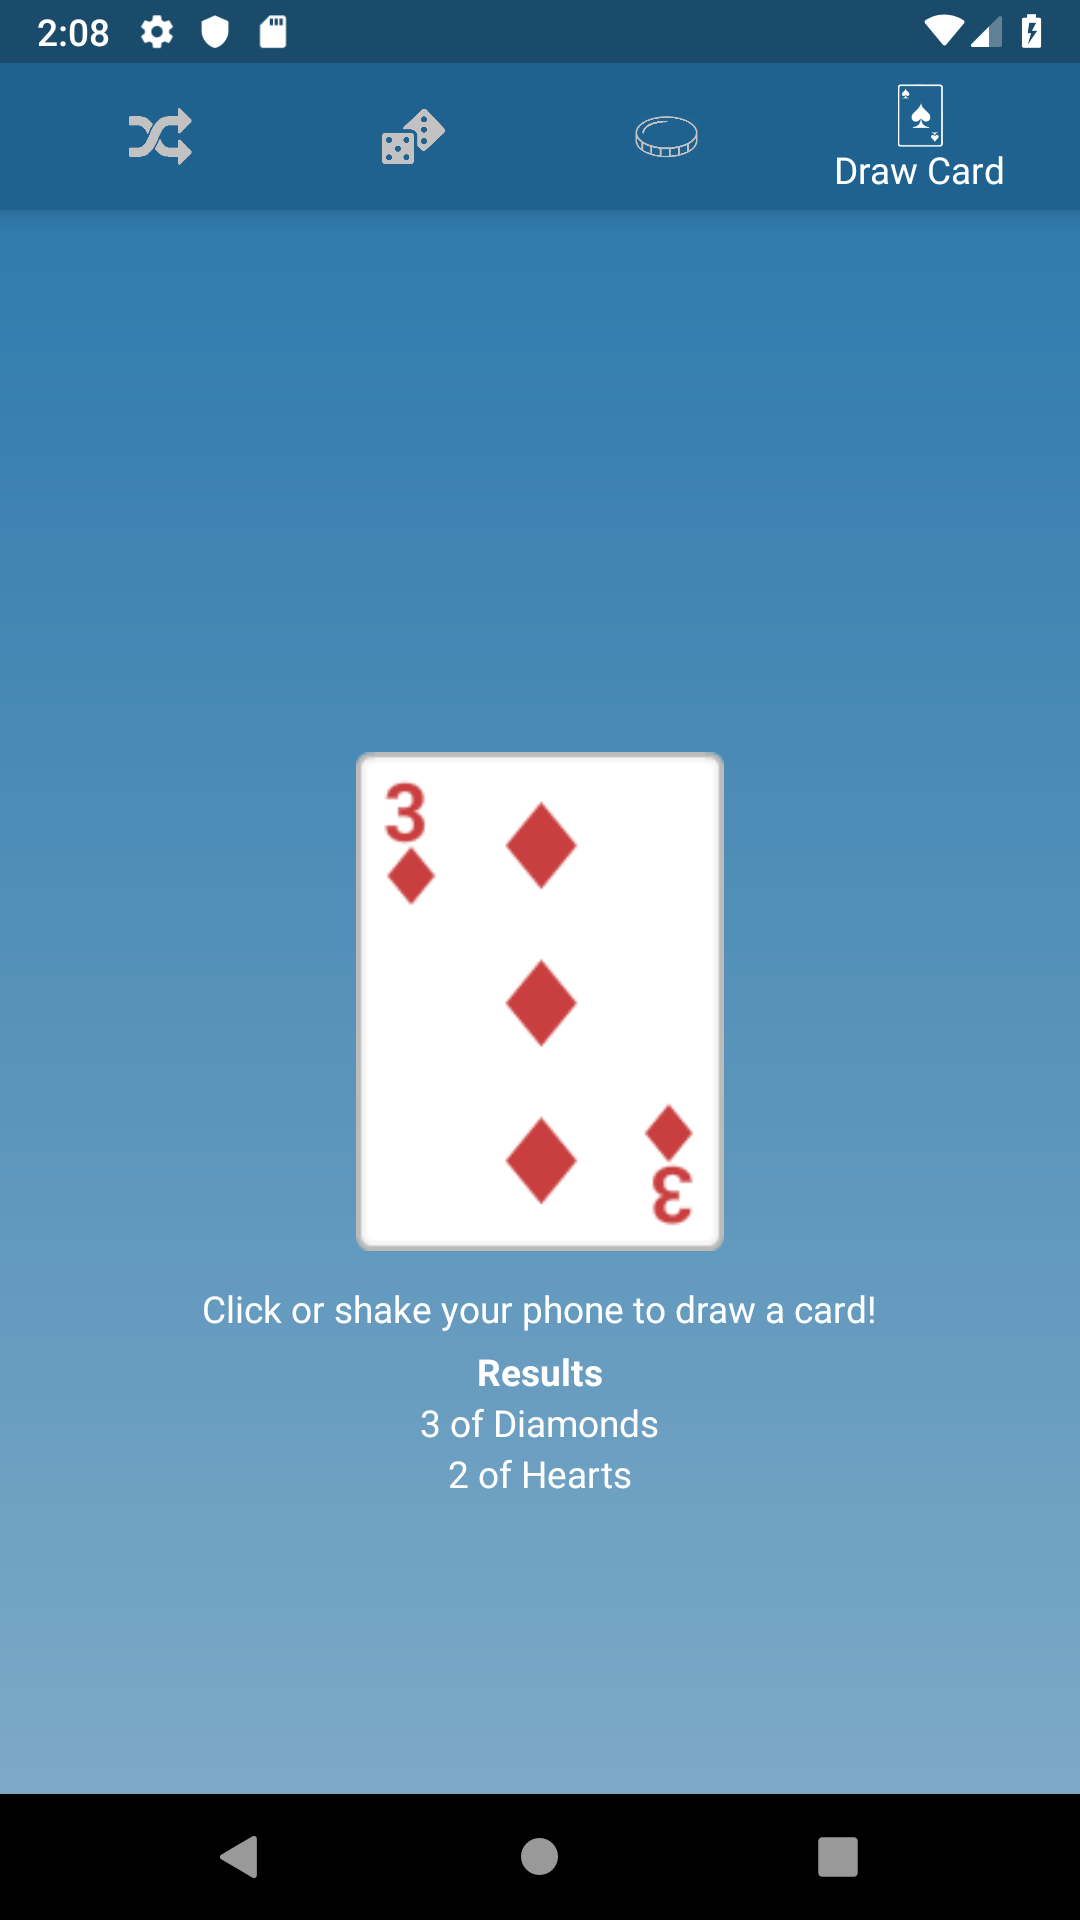 2:08
Draw Card
3
3
Click or shake your phone to draw a card!
Results
3 of Diamonds
2 of Hearts